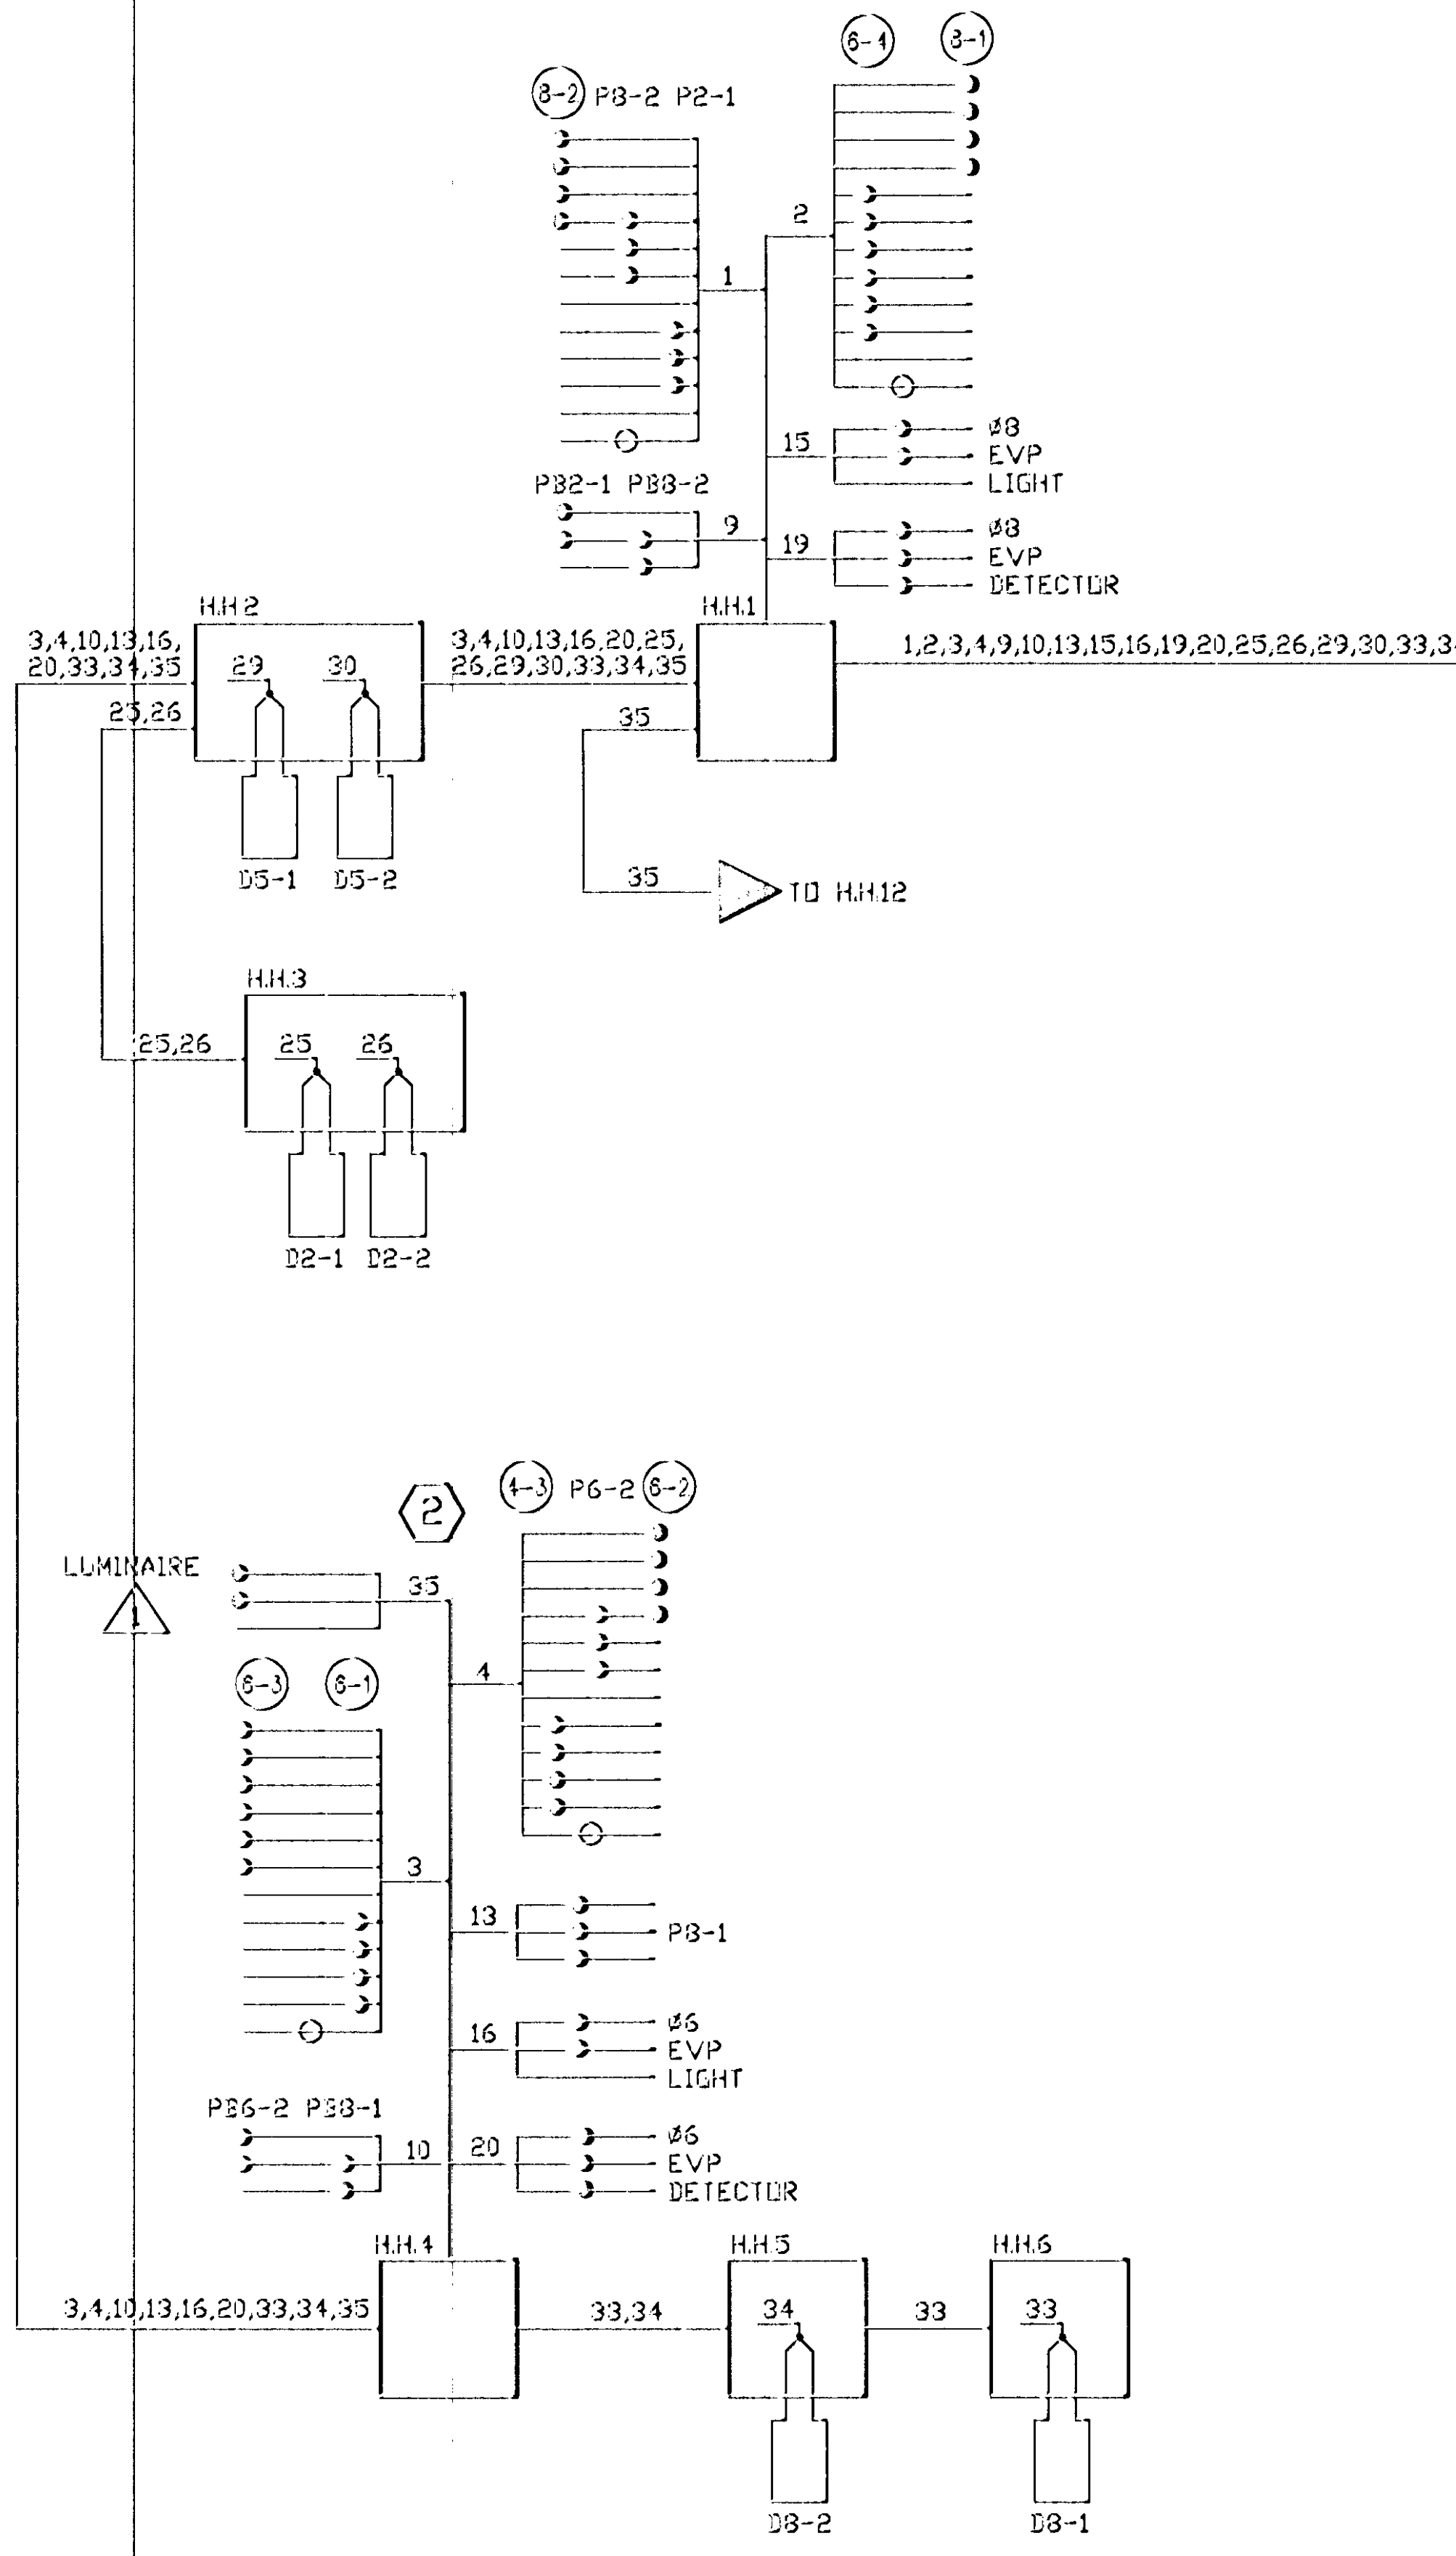 6-4 8-1
8-2 P8-2 P2-1
2
1
15
Ø8
EVP
LIGHT
PB2-1 PB8-2
9
19
Ø8
EVP
DETECTOR
H.H.2
H.H.1
3,4,10,13,16,
20,33,34,35
29
30
3,4,10,13,16,20,25,
26,29,30,33,34,35
1,2,3,4,9,10,13,15,16,19,20,25,26,29,30,33,34
25,26
35
D5-1 D5-2
35
TO H.H.12
H.H.3
25,26
25
26
D2-1 D2-2
2
4-3 P6-2 6-2
LUMINAIRE
1
35
6-3 6-1
4
3
13
P8-1
16
Ø6
EVP
LIGHT
PB6-2 PB8-1
10
20
Ø6
EVP
DETECTOR
H.H.4
H.H.5
H.H.6
3,4,10,13,16,20,33,34,35
33,34
34
33
33
D8-2
D8-1